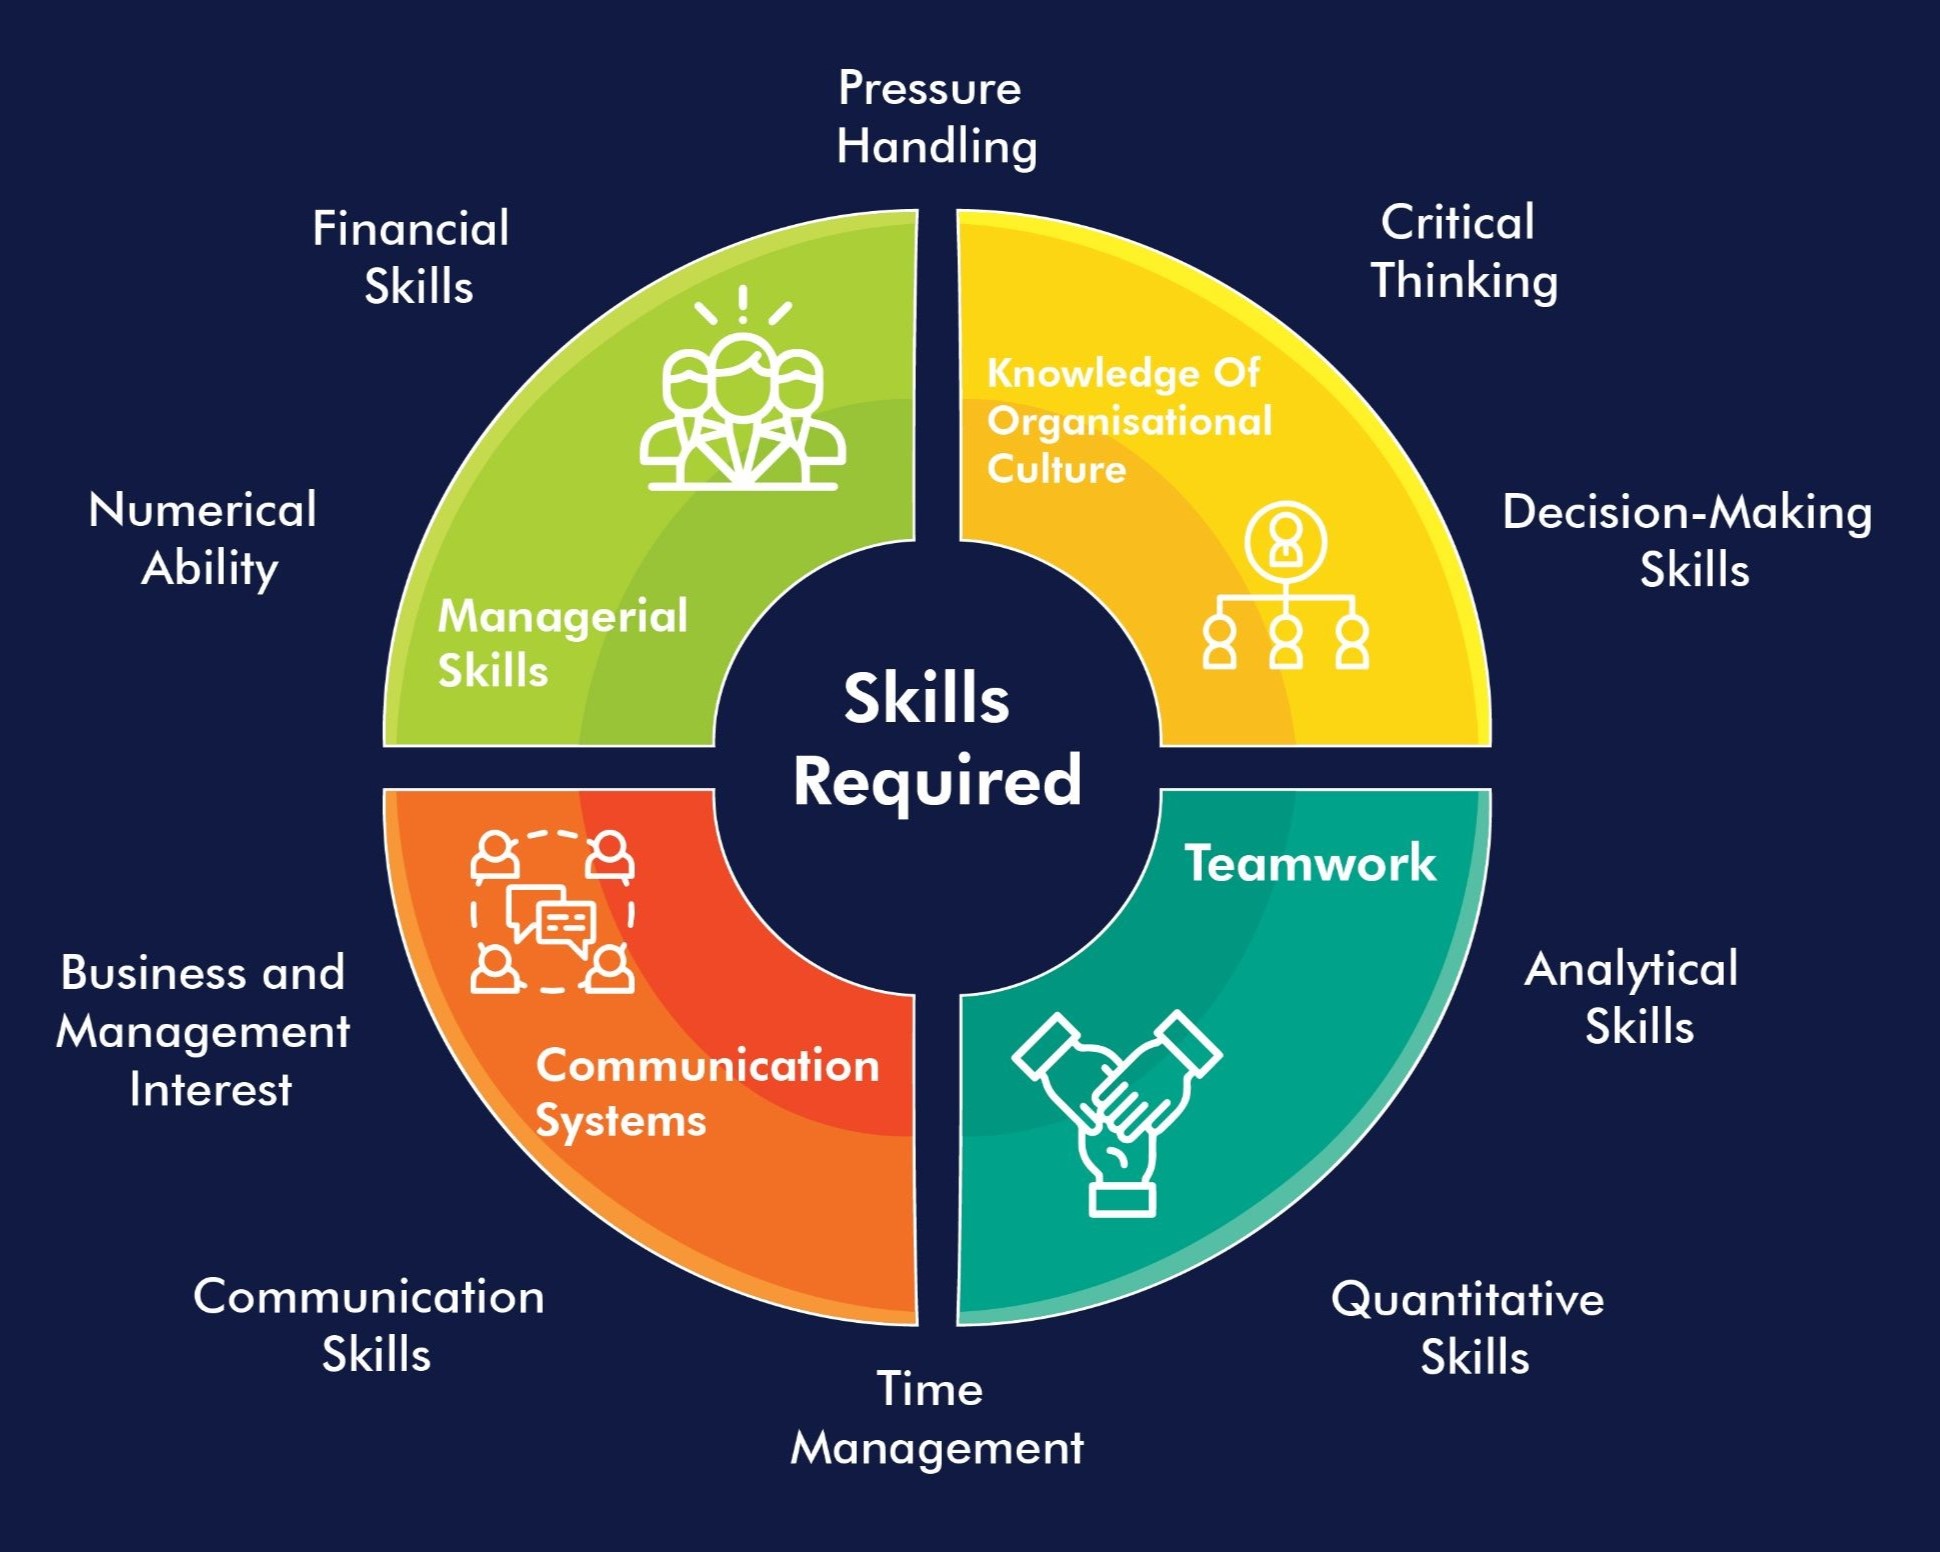 Pressure
Handling
Financial
Skills
Critical
Thinking
Knowledge Of
Organisational
Culture
Numerical
Ability
Decision-Making
Skills
Managerial
Skills
Skills
Required
Teamwork
Business and
Management
Interest
Analytical
Skills
Communication
Systems
Communication
Skills
Quantitative
Skills
Time
Management